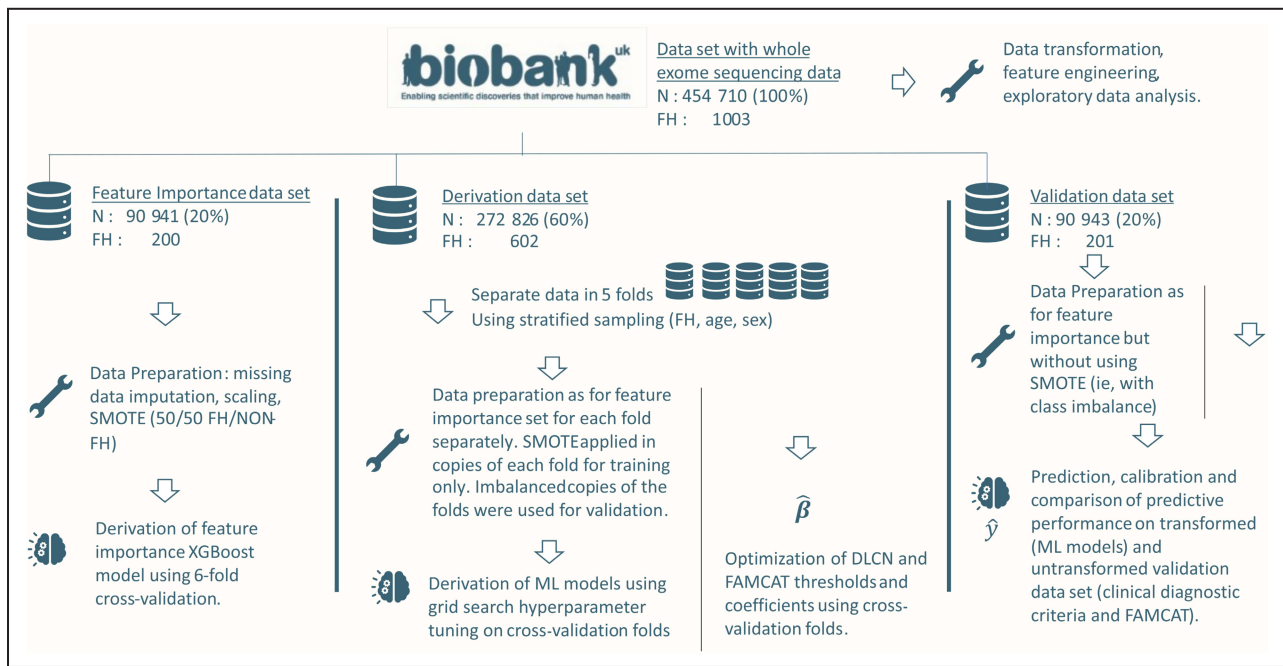 biobank uk
Enabling scientific discoveries that improve human health
Data set with whole
exome sequencing data
N : 454 710 (100%)
FH : 1003
Data transformation,
feature engineering,
exploratory data analysis.
Feature Importance data set
N : 90 941 (20%)
FH : 200
Data Preparation : missing
data imputation, scaling,
SMOTE (50/50 FH/NON-
FH)
Derivation of feature
importance XGBoost
model using 6-fold
cross-validation.
Derivation data set
N : 272 826 (60%)
FH : 602
Separate data in 5 folds
Using stratified sampling (FH, age, sex)
Data preparation as for feature
importance set for each fold
separately. SMOTE applied in
copies of each fold for training
only. Imbalanced copies of the
folds were used for validation.
Derivation of ML models using
grid search hyperparameter
tuning on cross-validation folds
β̂
Optimization of DLCN and
FAMCAT thresholds and
coefficients using cross-
validation folds.
Validation data set
N : 90 943 (20%)
FH : 201
Data Preparation as
for feature
importance but
without using
SMOTE (ie, with
class imbalance)
ŷ
Prediction, calibration and
comparison of predictive
performance on transformed
(ML models) and
untransformed validation
data set (clinical diagnostic
criteria and FAMCAT).